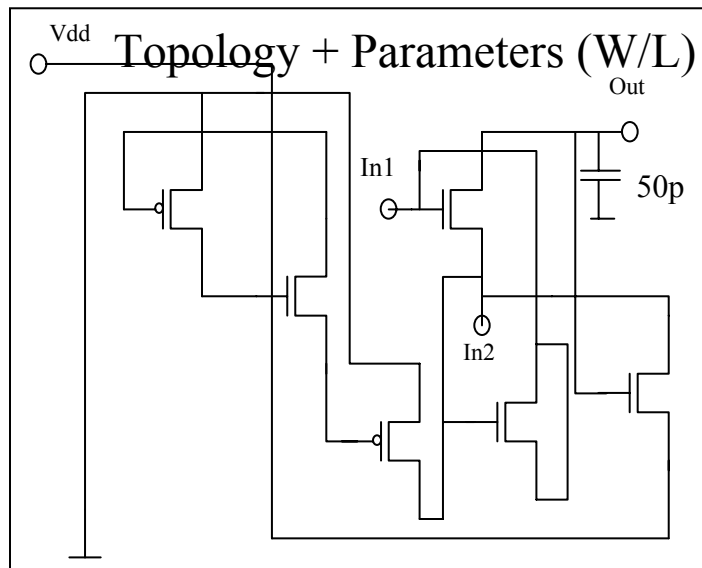 Vdd
Topology + Parameters (W/L)
Out
In1
50p
In2